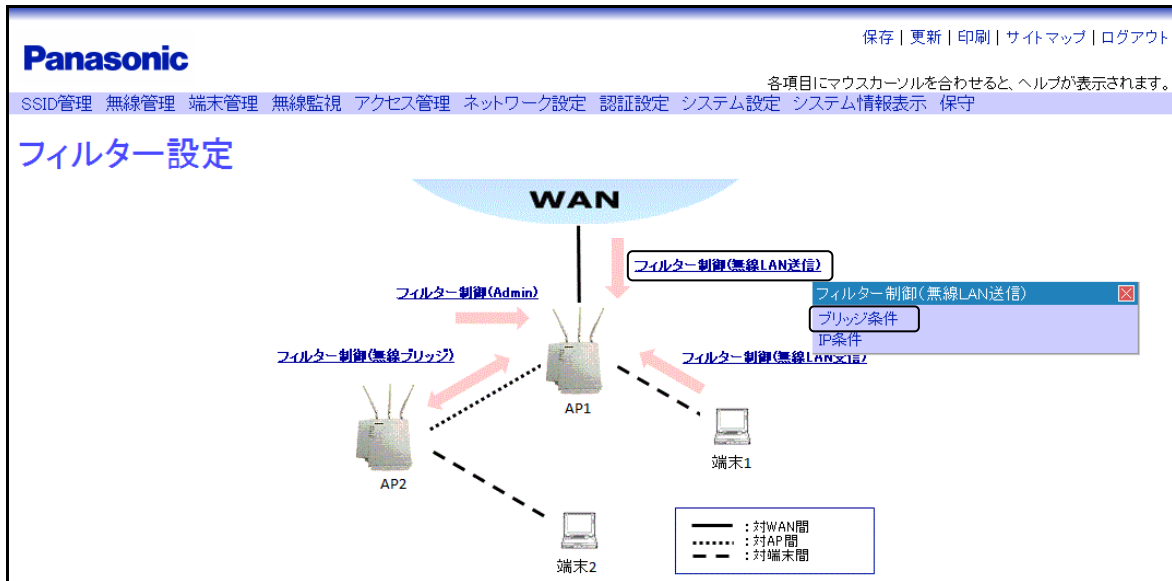 保存 | 更新 | 印刷 | サイトマップ | ログアウト
Panasonic
各項目にマウスカーソルを合わせると、ヘルプが表示されます。
SSID管理 無線管理 端末管理 無線監視 アクセス管理 ネットワーク設定 認証設定 システム設定 システム情報表示 保守
フィルター設定
WAN
フィルター制御(無線LAN送信)
フィルター制御(Admin)
フィルター制御(無線LAN送信)
ブリッジ条件
IP条件
フィルター制御(無線ブリッジ)
フィルター制御(無線LAN受信)
AP1
端末1
AP2
端末2
:対WAN間
:対AP間
:対端末間